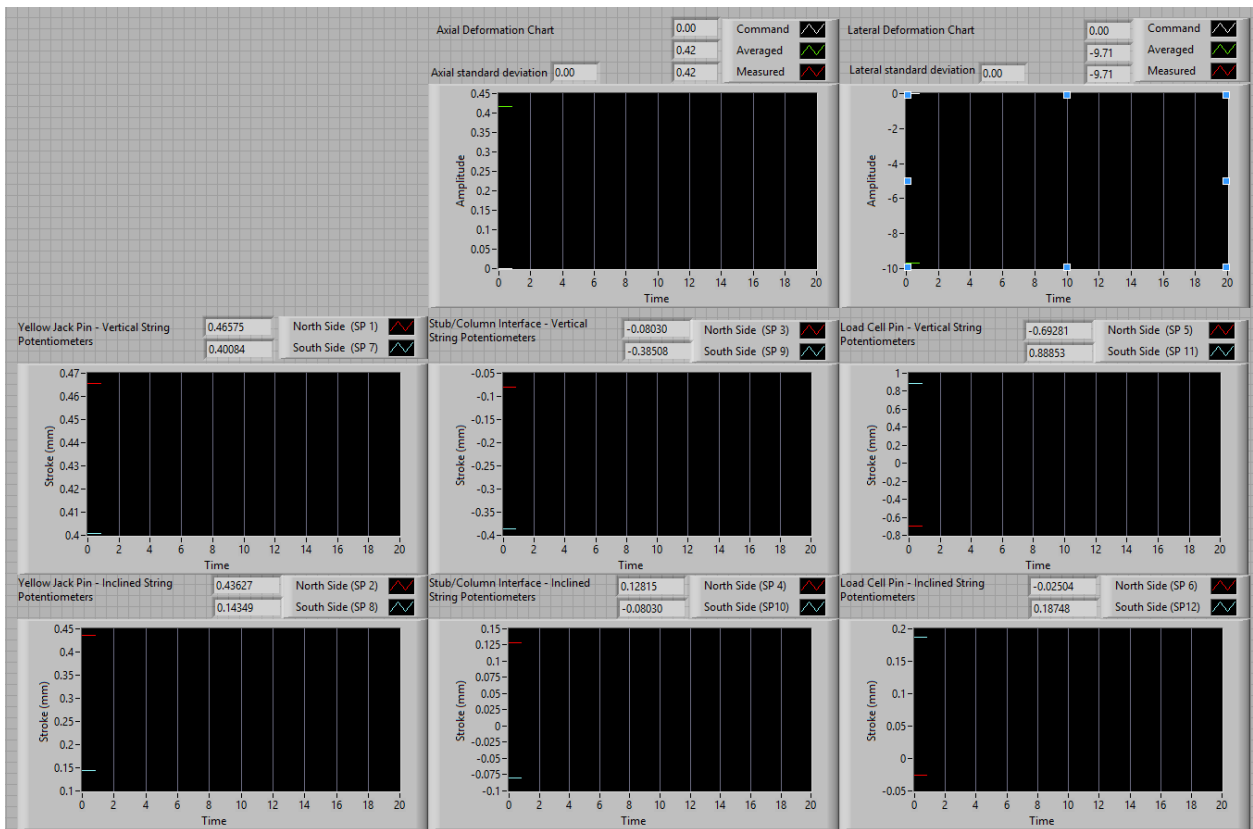 Axial Deformation Chart
0.00
Command
0.42
Averaged
Axial standard deviation
0.00
0.42
Measured
0.45
0.4
0.35
0.3
0.25
0.2
0.15
0.1
0.05
0
Amplitude
0 2 4 6 8 10 12 14 16 18 20
Time
Lateral Deformation Chart
0.00
Command
-9.71
Averaged
Lateral standard deviation
0.00
-9.71
Measured
0
-2
-4
-6
-8
-10
Amplitude
0 2 4 6 8 10 12 14 16 18 20
Time
Yellow Jack Pin - Vertical String
Potentiometers
0.46575
North Side (SP 1)
0.40084
South Side (SP 7)
0.47
0.46
0.45
0.44
0.43
0.42
0.41
0.4
Stroke (mm)
0 2 4 6 8 10 12 14 16 18 20
Time
Stub/Column Interface - Vertical
String Potentiometers
-0.08030
North Side (SP 3)
-0.38508
South Side (SP 9)
-0.05
-0.1
-0.15
-0.2
-0.25
-0.3
-0.35
-0.4
Stroke (mm)
0 2 4 6 8 10 12 14 16 18 20
Time
Load Cell Pin - Vertical String
Potentiometers
-0.69281
North Side (SP 5)
0.88853
South Side (SP 11)
1
0.8
0.6
0.4
0.2
0
-0.2
-0.4
-0.6
-0.8
Stroke (mm)
0 2 4 6 8 10 12 14 16 18 20
Time
Yellow Jack Pin - Inclined String
Potentiometers
0.43627
North Side (SP 2)
0.14349
South Side (SP 8)
0.45
0.4
0.35
0.3
0.25
0.2
0.15
0.1
Stroke (mm)
0 2 4 6 8 10 12 14 16 18 20
Time
Stub/Column Interface - Inclined
String Potentiometers
0.12815
North Side (SP 4)
-0.08030
South Side (SP10)
0.15
0.125
0.1
0.075
0.05
0.025
0
-0.025
-0.05
-0.075
-0.1
Stroke (mm)
0 2 4 6 8 10 12 14 16 18 20
Time
Load Cell Pin - Inclined String
Potentiometers
-0.02504
North Side (SP 6)
0.18748
South Side (SP12)
0.2
0.15
0.1
0.05
0
-0.05
Stroke (mm)
0 2 4 6 8 10 12 14 16 18 20
Time